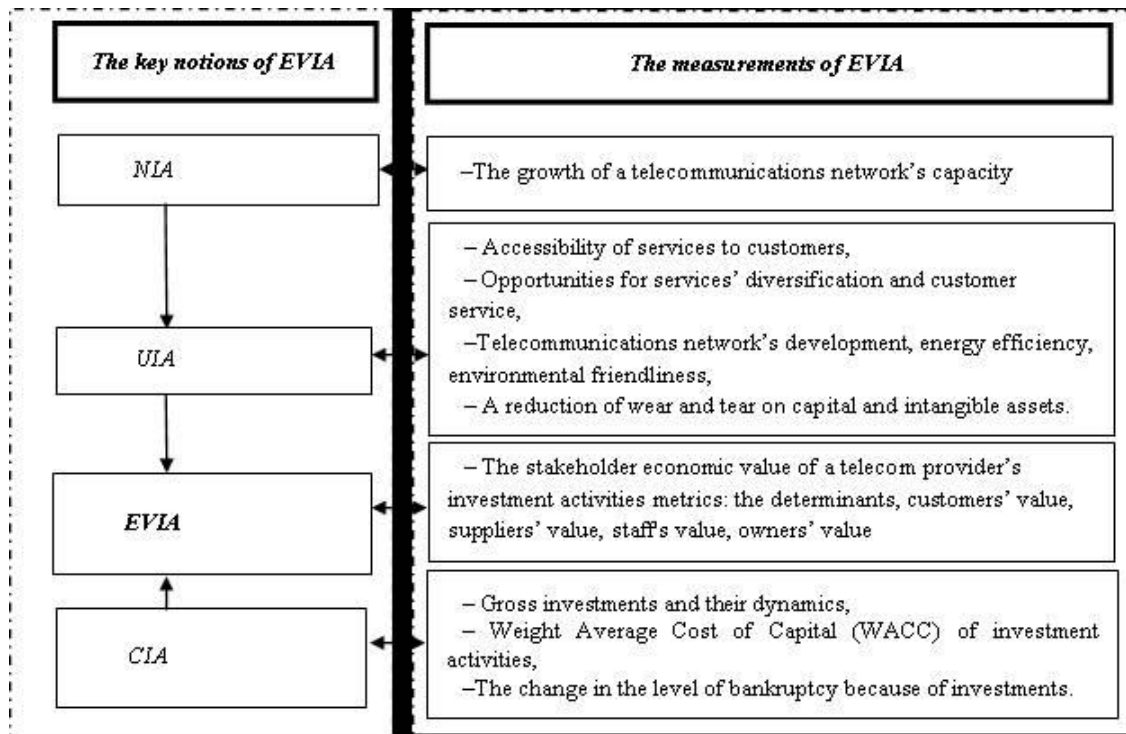 The key notions of EVIA
The measurements of EVIA
NIA
–The growth of a telecommunications network's capacity
UIA
– Accessibility of services to customers,
– Opportunities for services' diversification and customer
service,
–Telecommunications network's development, energy efficiency,
environmental friendliness,
– A reduction of wear and tear on capital and intangible assets.
EVIA
– The stakeholder economic value of a telecom provider's
investment activities metrics: the determinants, customers' value,
suppliers' value, staff's value, owners' value
CIA
– Gross investments and their dynamics,
– Weight Average Cost of Capital (WACC) of investment
activities,
–The change in the level of bankruptcy because of investments.